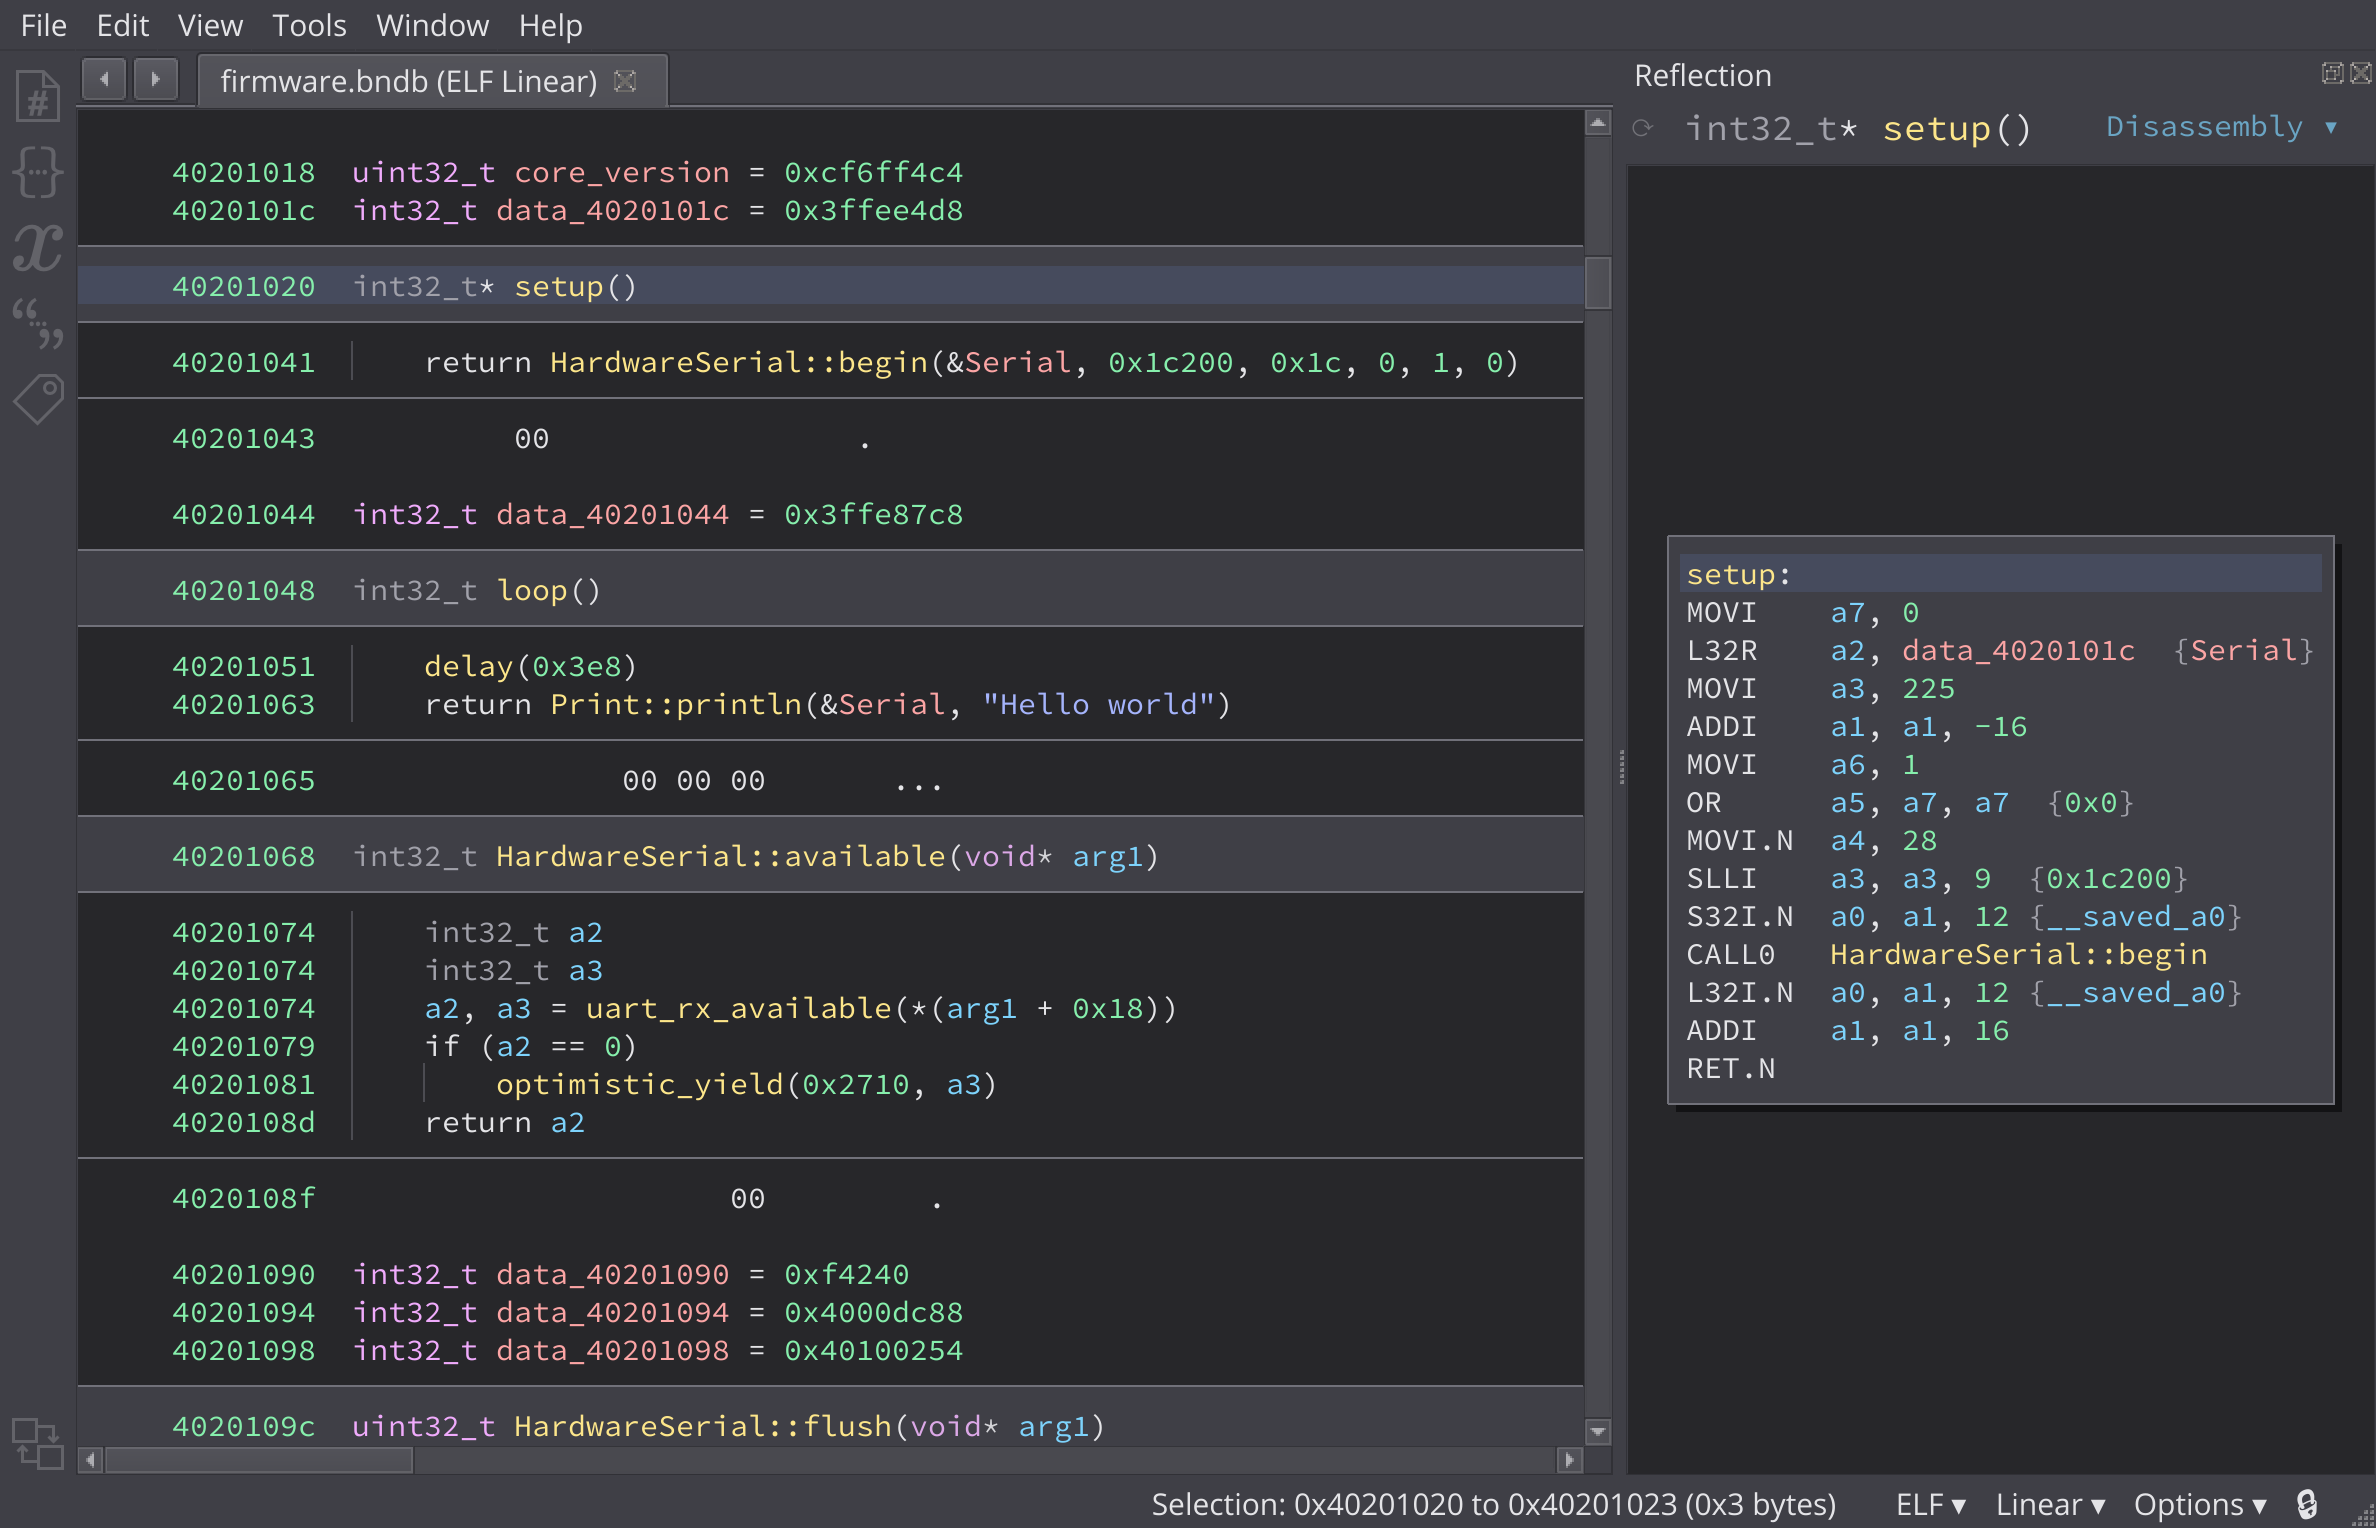 File Edit View Tools Window Help
firmware.bndb (ELF Linear)
40201018 uint32_t core_version = 0xcf6ff4c4
4020101c int32_t data_4020101c = 0x3ffee4d8
40201020 int32_t* setup()
40201041 return HardwareSerial::begin(&Serial, 0x1c200, 0x1c, 0, 1, 0)
40201043 00 .
40201044 int32_t data_40201044 = 0x3ffe87c8
40201048 int32_t loop()
40201051 delay(0x3e8)
40201063 return Print::println(&Serial, "Hello world")
40201065 00 00 00 ...
40201068 int32_t HardwareSerial::available(void* arg1)
40201074 int32_t a2
40201074 int32_t a3
40201074 a2, a3 = uart_rx_available(*(arg1 + 0x18))
40201079 if (a2 == 0)
40201081 optimistic_yield(0x2710, a3)
4020108d return a2
4020108f 00 .
40201090 int32_t data_40201090 = 0xf4240
40201094 int32_t data_40201094 = 0x4000dc88
40201098 int32_t data_40201098 = 0x40100254
4020109c uint32_t HardwareSerial::flush(void* arg1)
Reflection
int32_t* setup() Disassembly ▾
setup:
MOVI a7, 0
L32R a2, data_4020101c {Serial}
MOVI a3, 225
ADDI a1, a1, -16
MOVI a6, 1
OR a5, a7, a7 {0x0}
MOVI.N a4, 28
SLLI a3, a3, 9 {0x1c200}
S32I.N a0, a1, 12 {__saved_a0}
CALL0 HardwareSerial::begin
L32I.N a0, a1, 12 {__saved_a0}
ADDI a1, a1, 16
RET.N
Selection: 0x40201020 to 0x40201023 (0x3 bytes) ELF ▾ Linear ▾ Options ▾